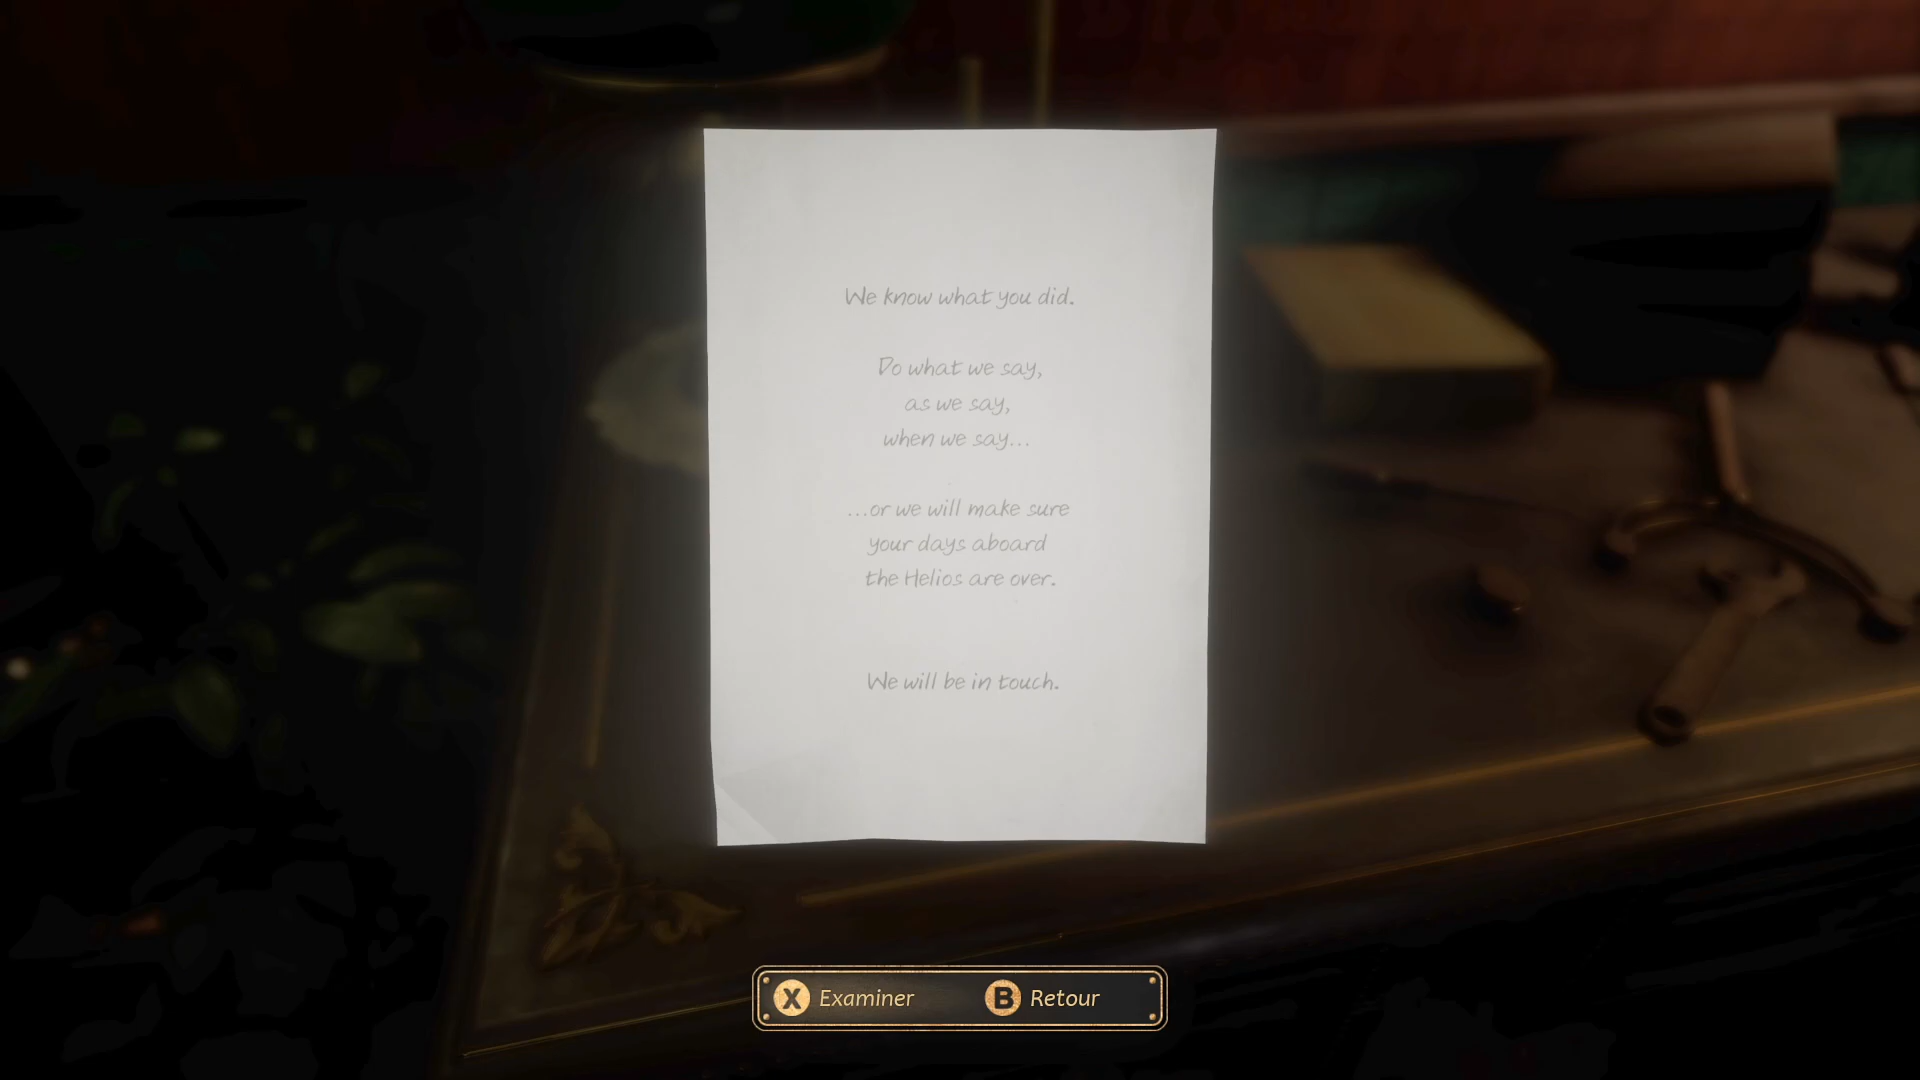 We know what you did.
Do what we say,
as we say,
when we say...
...or we will make sure
your days aboard
the Helios are over.
We will be in touch.
X Examiner B Retour